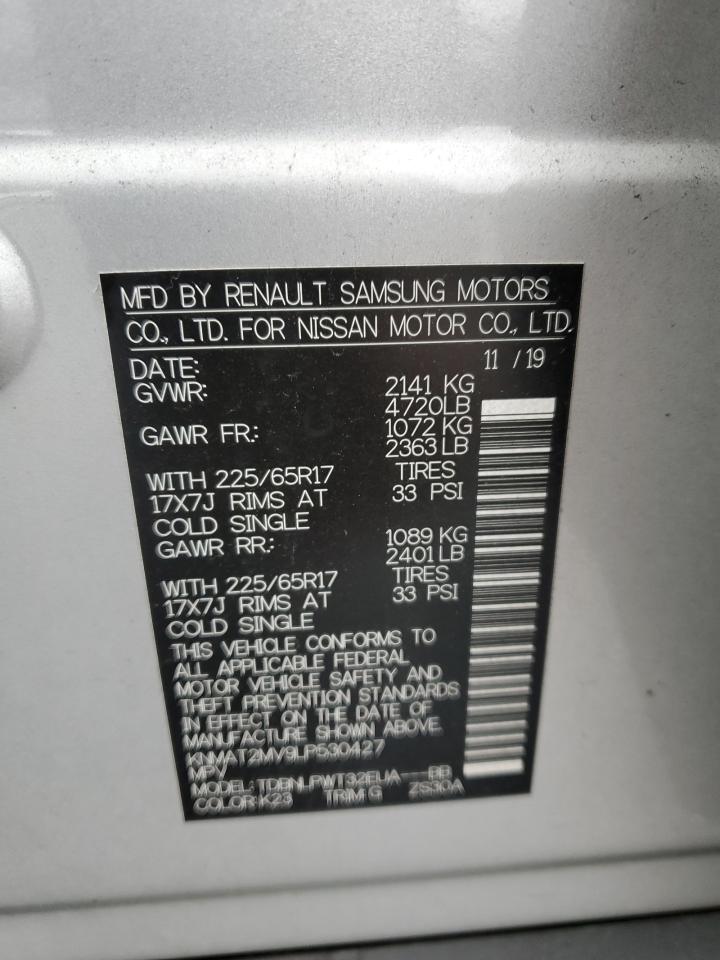 MFD BY RENAULT SAMSUNG MOTORS
CO., LTD. FOR NISSAN MOTOR CO., LTD.
DATE: 11 / 19
GVWR: 2141 KG
4720LB
GAWR FR: 1072 KG
2363 LB
WITH 225/65R17 TIRES
17X7J RIMS AT 33 PSI
COLD SINGLE
GAWR RR: 1089 KG
2401 LB
WITH 225/65R17 TIRES
17X7J RIMS AT 33 PSI
COLD SINGLE
THIS VEHICLE CONFORMS TO
ALL APPLICABLE FEDERAL
MOTOR VEHICLE SAFETY AND
THEFT PREVENTION STANDARDS
IN EFFECT ON THE DATE OF
MANUFACTURE SHOWN ABOVE.
KNMAT2MV9LP530427
MPV
MODEL: BB
COLOR: K23 TRIM: G ZS30A